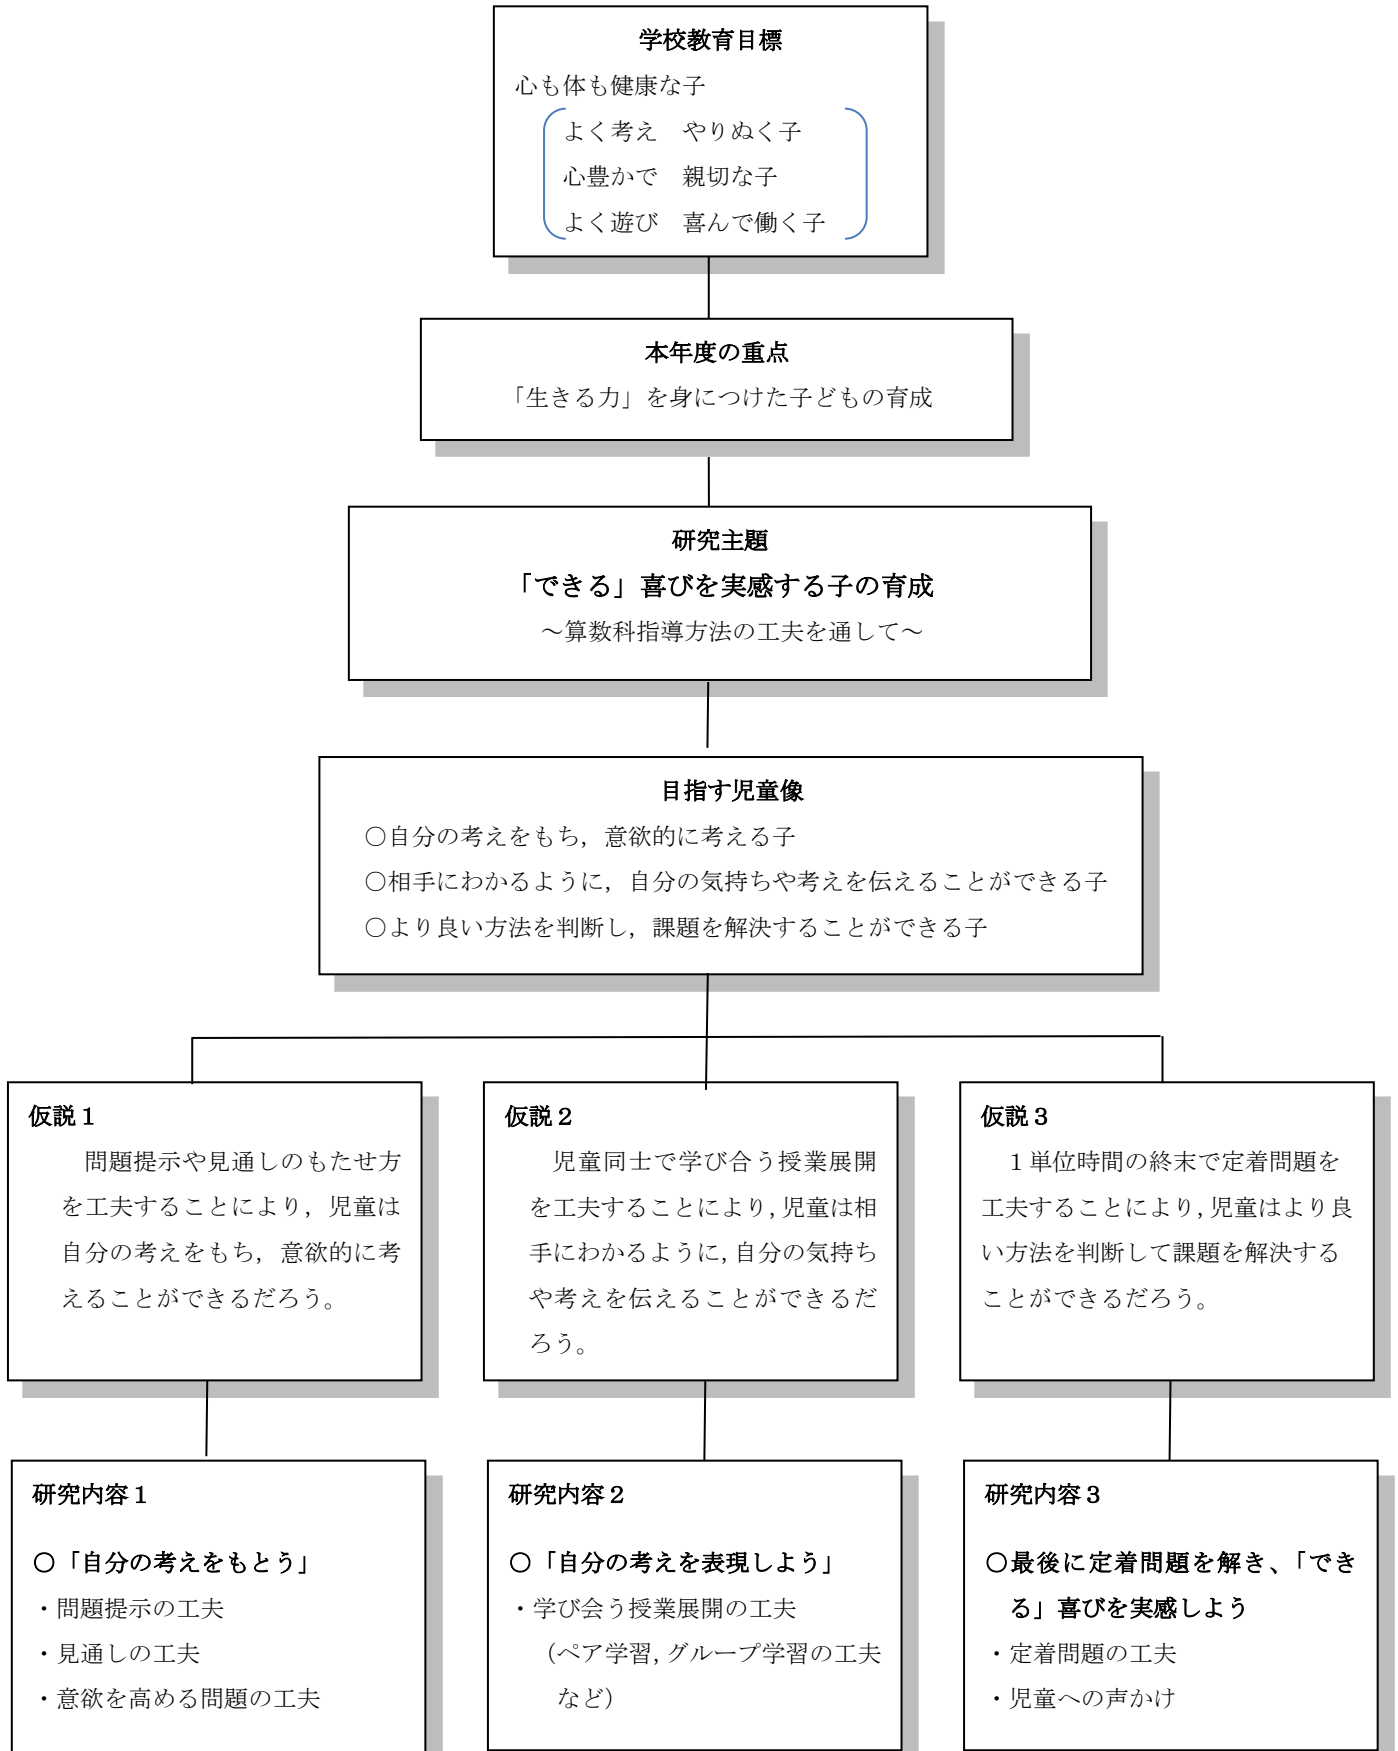 学校教育目標
心も体も健康な子
よく考え　やりぬく子
心豊かで　親切な子
よく遊び　喜んで働く子
本年度の重点
「生きる力」を身につけた子どもの育成
研究主題
「できる」喜びを実感する子の育成
～算数科指導方法の工夫を通して～
目指す児童像
○自分の考えをもち，意欲的に考える子
○相手にわかるように，自分の気持ちや考えを伝えることができる子
○より良い方法を判断し，課題を解決することができる子
仮説１
問題提示や見通しのもたせ方
を工夫することにより，児童は
自分の考えをもち，意欲的に考
えることができるだろう。
仮説２
児童同士で学び合う授業展開
を工夫することにより，児童は相
手にわかるように，自分の気持ち
や考えを伝えることができるだ
ろう。
仮説３
１単位時間の終末で定着問題を
工夫することにより，児童はより良
い方法を判断して課題を解決する
ことができるだろう。
研究内容１
○「自分の考えをもとう」
・問題提示の工夫
・見通しの工夫
・意欲を高める問題の工夫
研究内容２
○「自分の考えを表現しよう」
・学び会う授業展開の工夫
（ペア学習，グループ学習の工夫
など）
研究内容３
○最後に定着問題を解き、「でき
る」喜びを実感しよう
・定着問題の工夫
・児童への声かけ